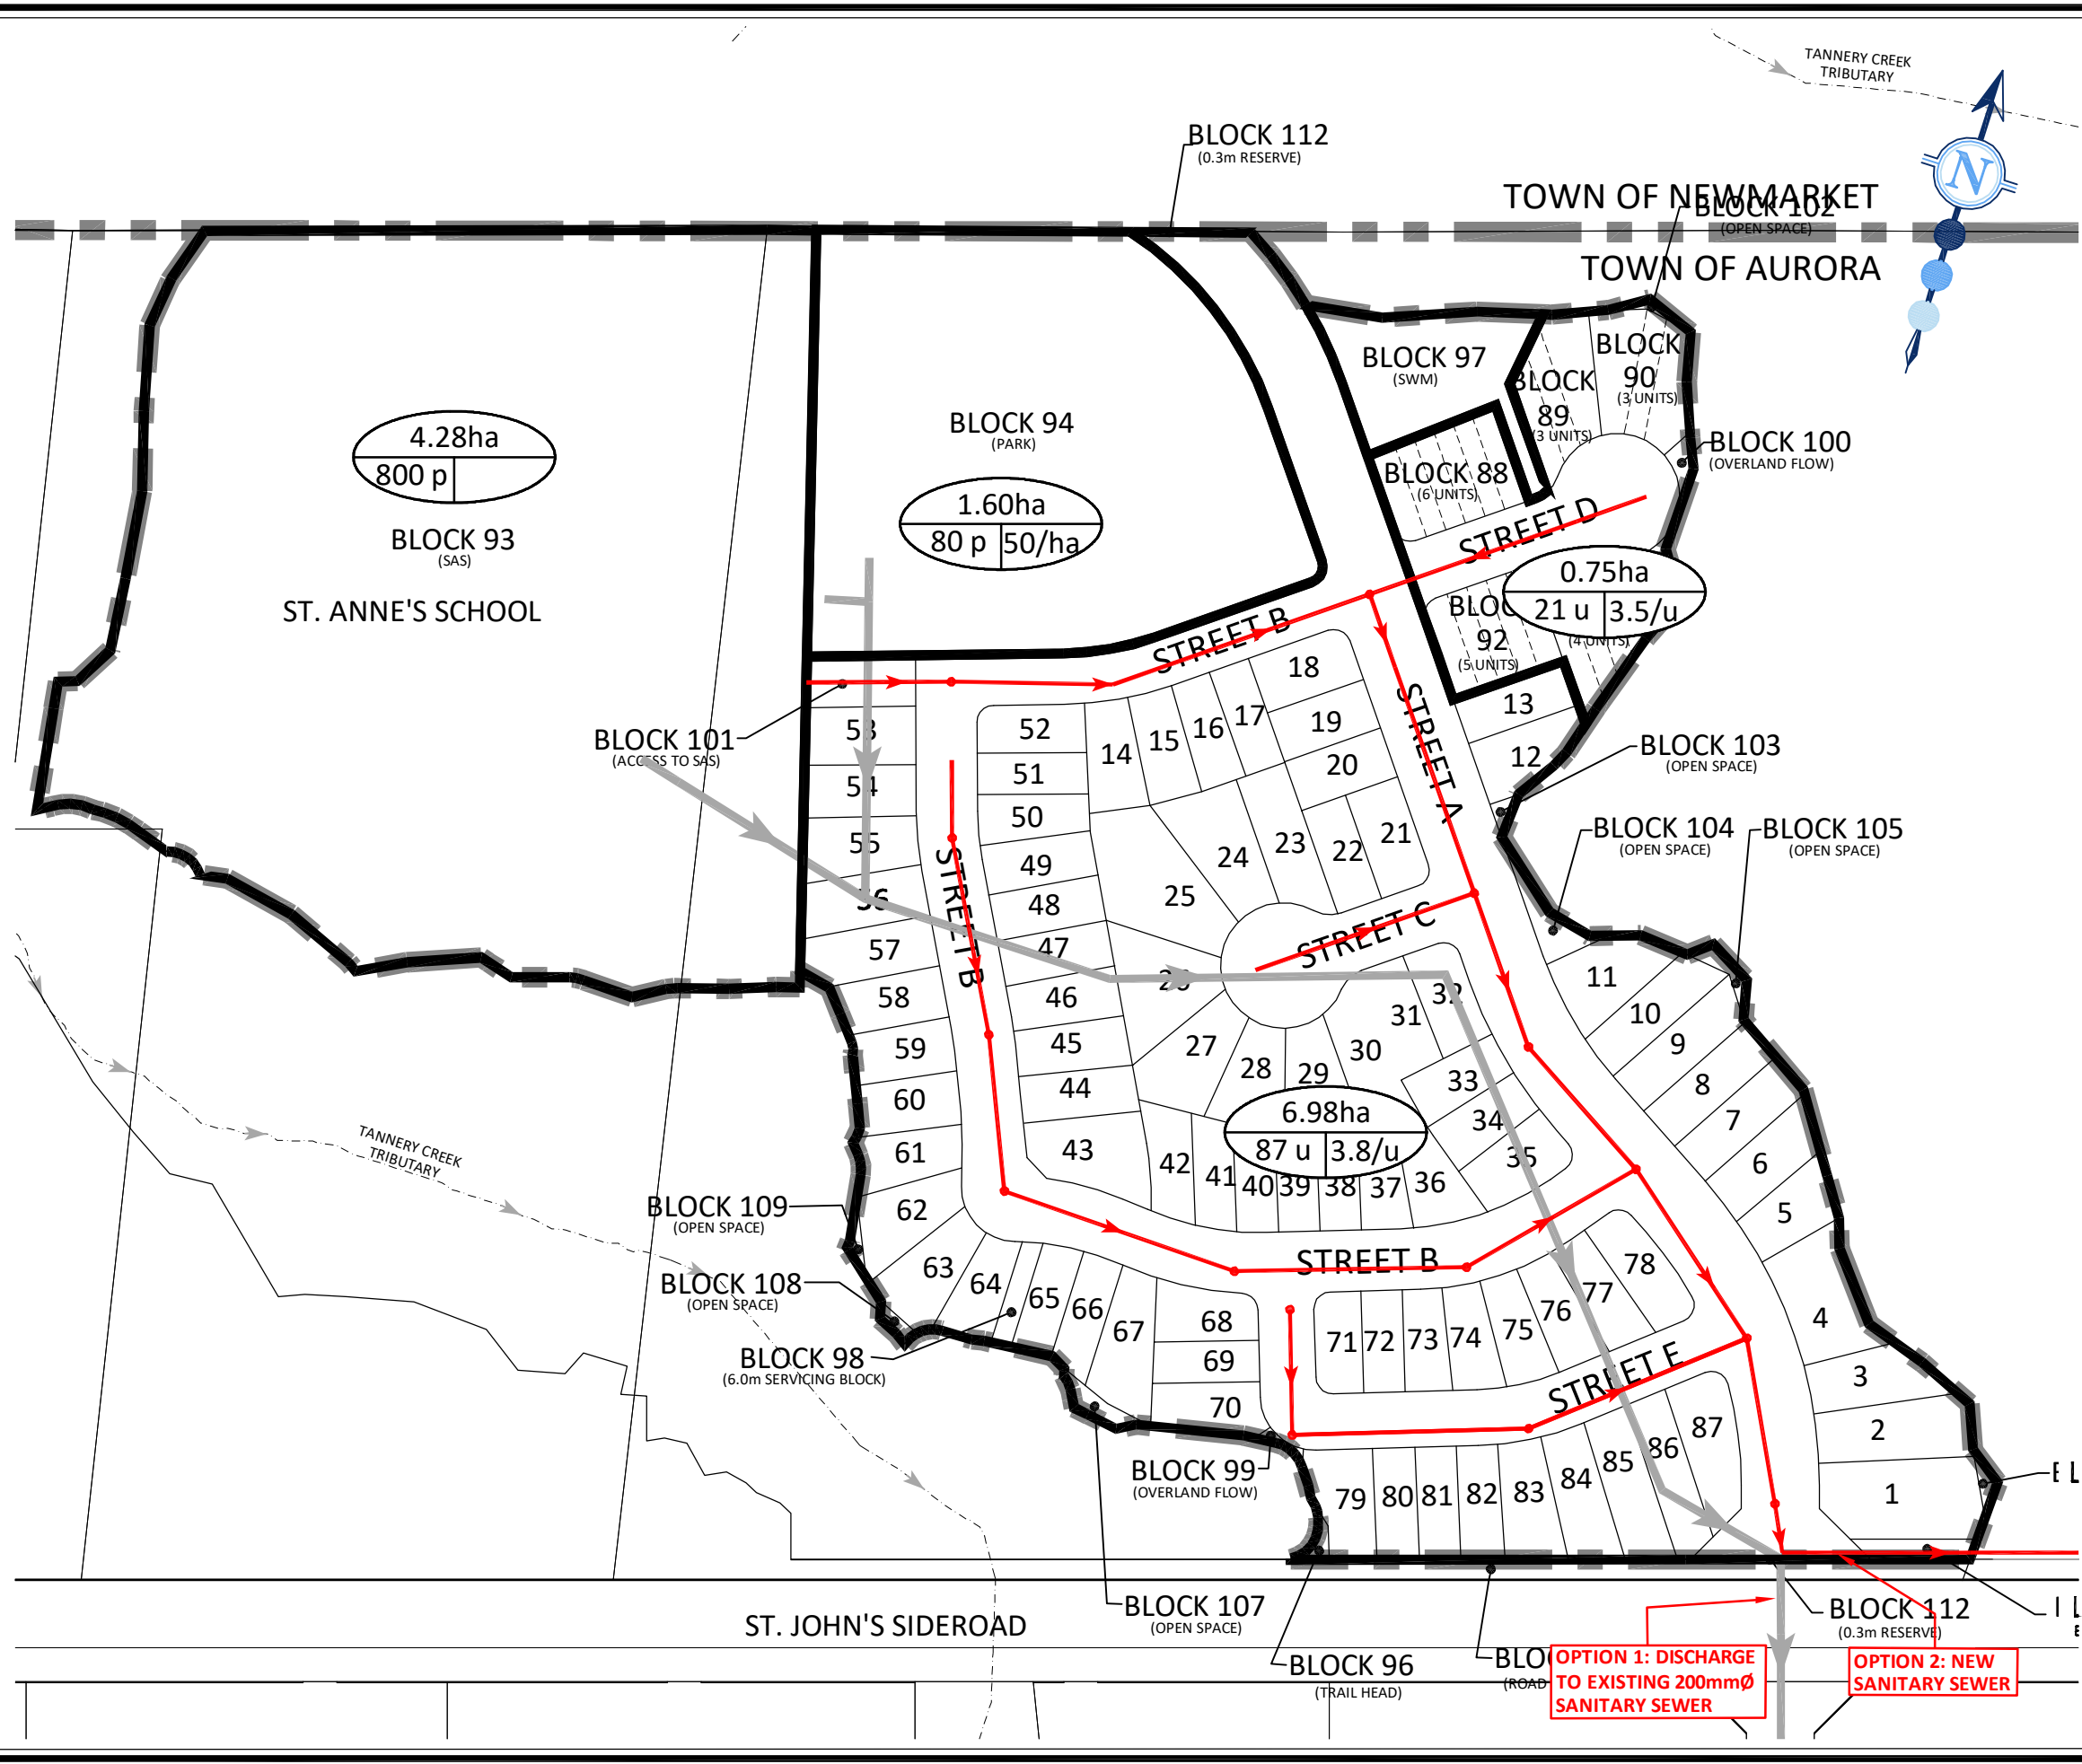 TANNERY CREEK
TRIBUTARY
BLOCK 112
(0.3m RESERVE)
N
TOWN OF NEWMARKET
BLOCK 102
(OPEN SPACE)
TOWN OF AURORA
BLOCK 97
(SWM)
BLOCK
90
(3 UNITS)
BLOCK
89
(3 UNITS)
BLOCK 94
(PARK)
4.28ha
800 p
BLOCK 100
(OVERLAND FLOW)
BLOCK 88
(6 UNITS)
1.60ha
80 p 50/ha
BLOCK 93
(SAS)
STREET D
0.75ha
21 u 3.5/u
ST. ANNE'S SCHOOL
92
(5 UNITS)
(4 UNITS)
STREET B
18
13
STREET A
BLOCK 101
(ACCESS TO SAS)
53
52
14
15
16
17
19
12
BLOCK 103
(OPEN SPACE)
54
51
20
50
55
BLOCK 104
(OPEN SPACE)
BLOCK 105
(OPEN SPACE)
49
24
23
22
21
STREET B
56
48
25
STREET C
57
47
26
11
58
46
32
31
10
59
45
27
30
9
28
29
60
44
33
8
6.98ha
87 u 3.8/u
34
7
TANNERY CREEK
TRIBUTARY
61
43
42
41
40
39
38
37
36
35
6
BLOCK 109
(OPEN SPACE)
62
5
STREET B
63
64
78
BLOCK 108
(OPEN SPACE)
65
66
67
68
77
76
4
71
72
73
74
75
BLOCK 98
(6.0m SERVICING BLOCK)
69
STREET E
3
70
87
2
BLOCK 99
(OVERLAND FLOW)
79
80
81
82
83
84
85
86
1
BLOCK 107
(OPEN SPACE)
BLOCK 112
(0.3m RESERVE)
ST. JOHN'S SIDEROAD
BLOCK 96
(TRAIL HEAD)
OPTION 1: DISCHARGE
TO EXISTING 200mmØ
SANITARY SEWER
OPTION 2: NEW
SANITARY SEWER